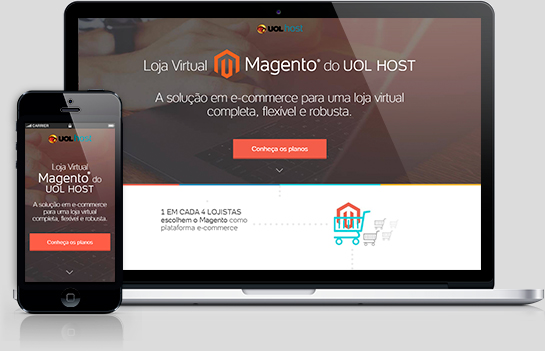 UOL HOST
Loja Virtual Magento® do UOL HOST
A solução em e-commerce para uma loja virtual
completa, flexível e robusta.
Conheça os planos
1 EM CADA 4 LOJISTAS
escolhem o Magento como
plataforma e-commerce
CARRIER
UOL HOST
Loja Virtual
Magento® do
UOL HOST
A solução em e-commerce
para uma loja virtual
completa, flexível e robusta.
Conheça os planos